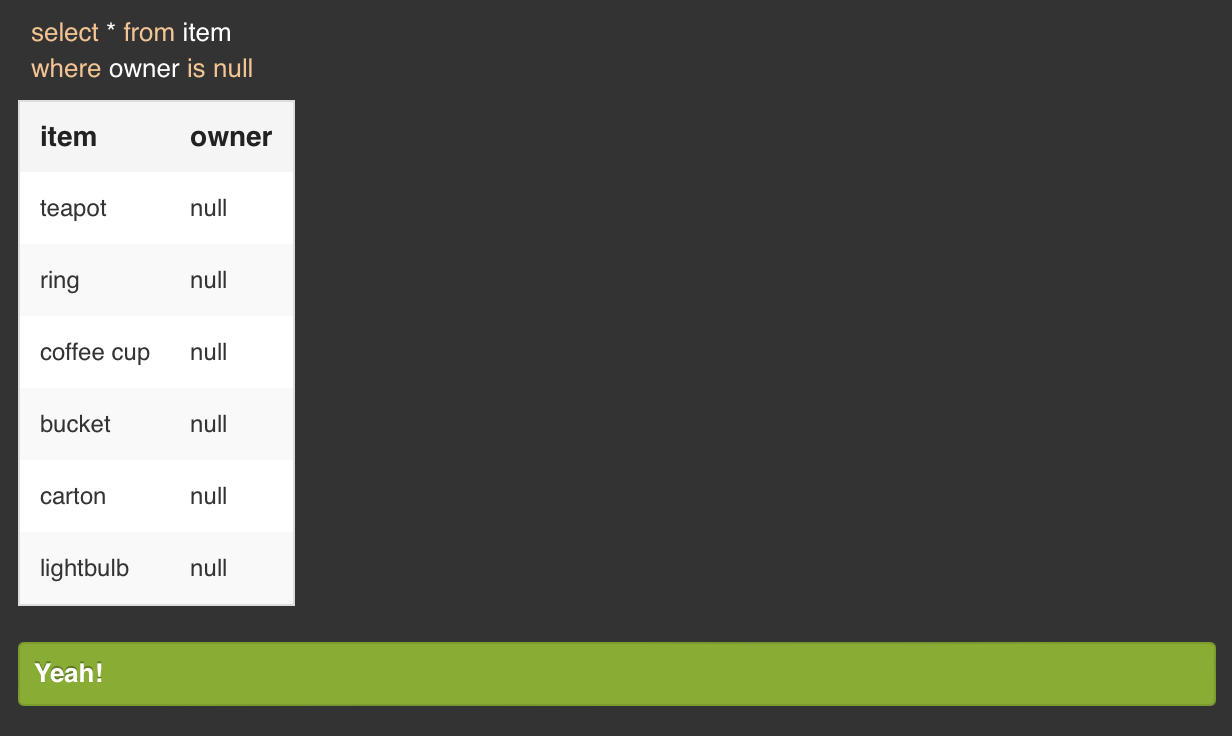 select * from item
where owner is null
item owner
teapot null
ring null
coffee cup null
bucket null
carton null
lightbulb null
Yeah!